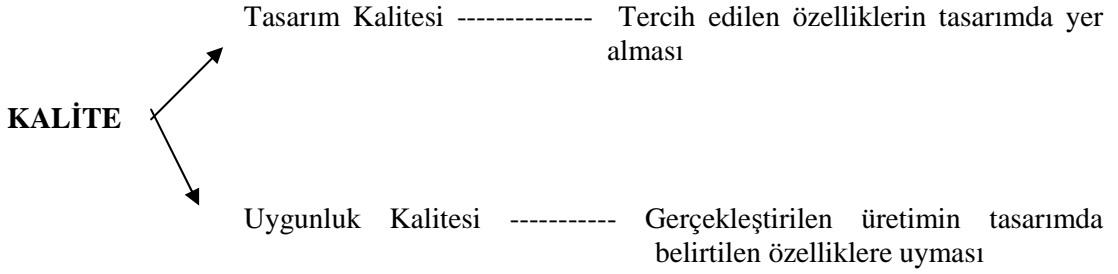 Tasarım Kalitesi -------------- Tercih edilen özelliklerin tasarımda yer
alması
KALİTE
Uygunluk Kalitesi ----------- Gerçekleştirilen üretimin tasarımda
belirtilen özelliklere uyması